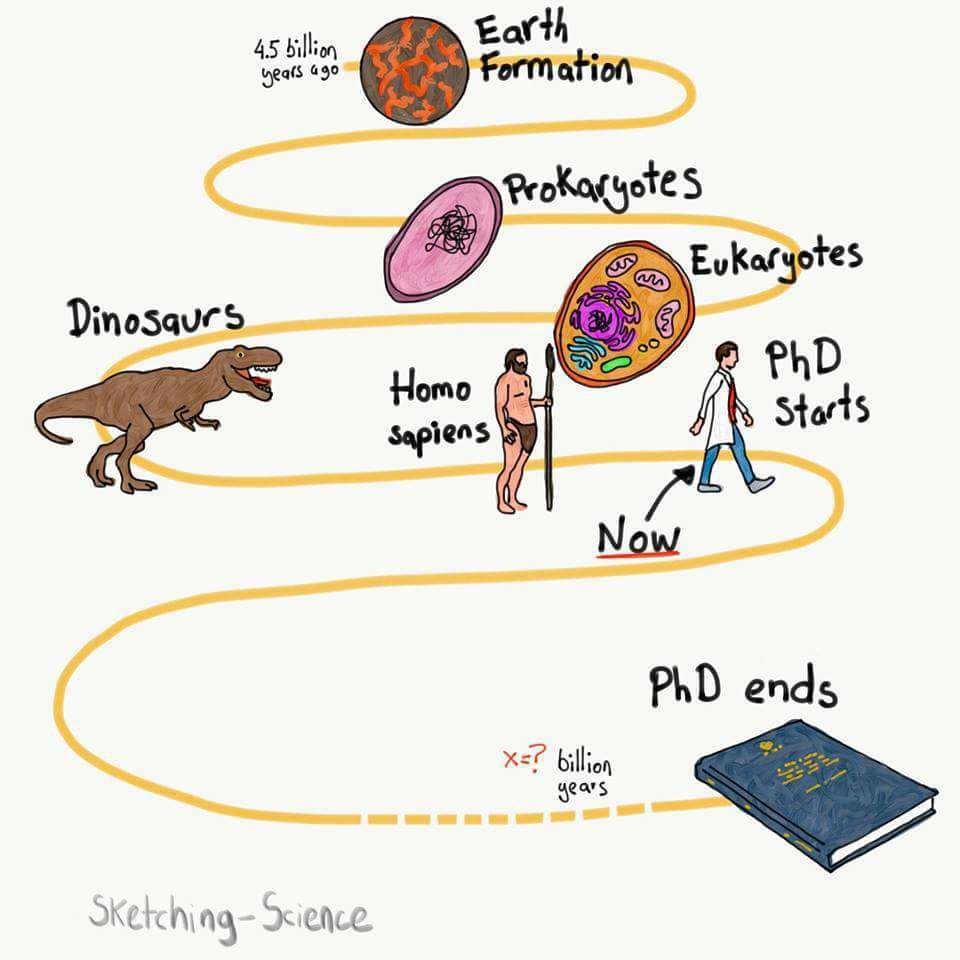 4.5 billion
years ago
Earth
Formation
Prokaryotes
Eukaryotes
Dinosaurs
Homo
sapiens
PhD
Starts
Now
PhD ends
x=? billion
years
Sketching-Science